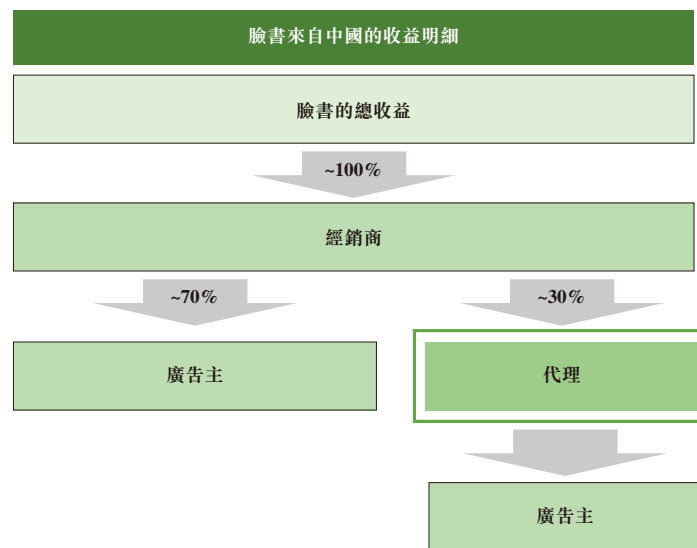 臉書來自中國的收益明細
臉書的總收益
~100%
經銷商
~70%
~30%
廣告主
代理
廣告主